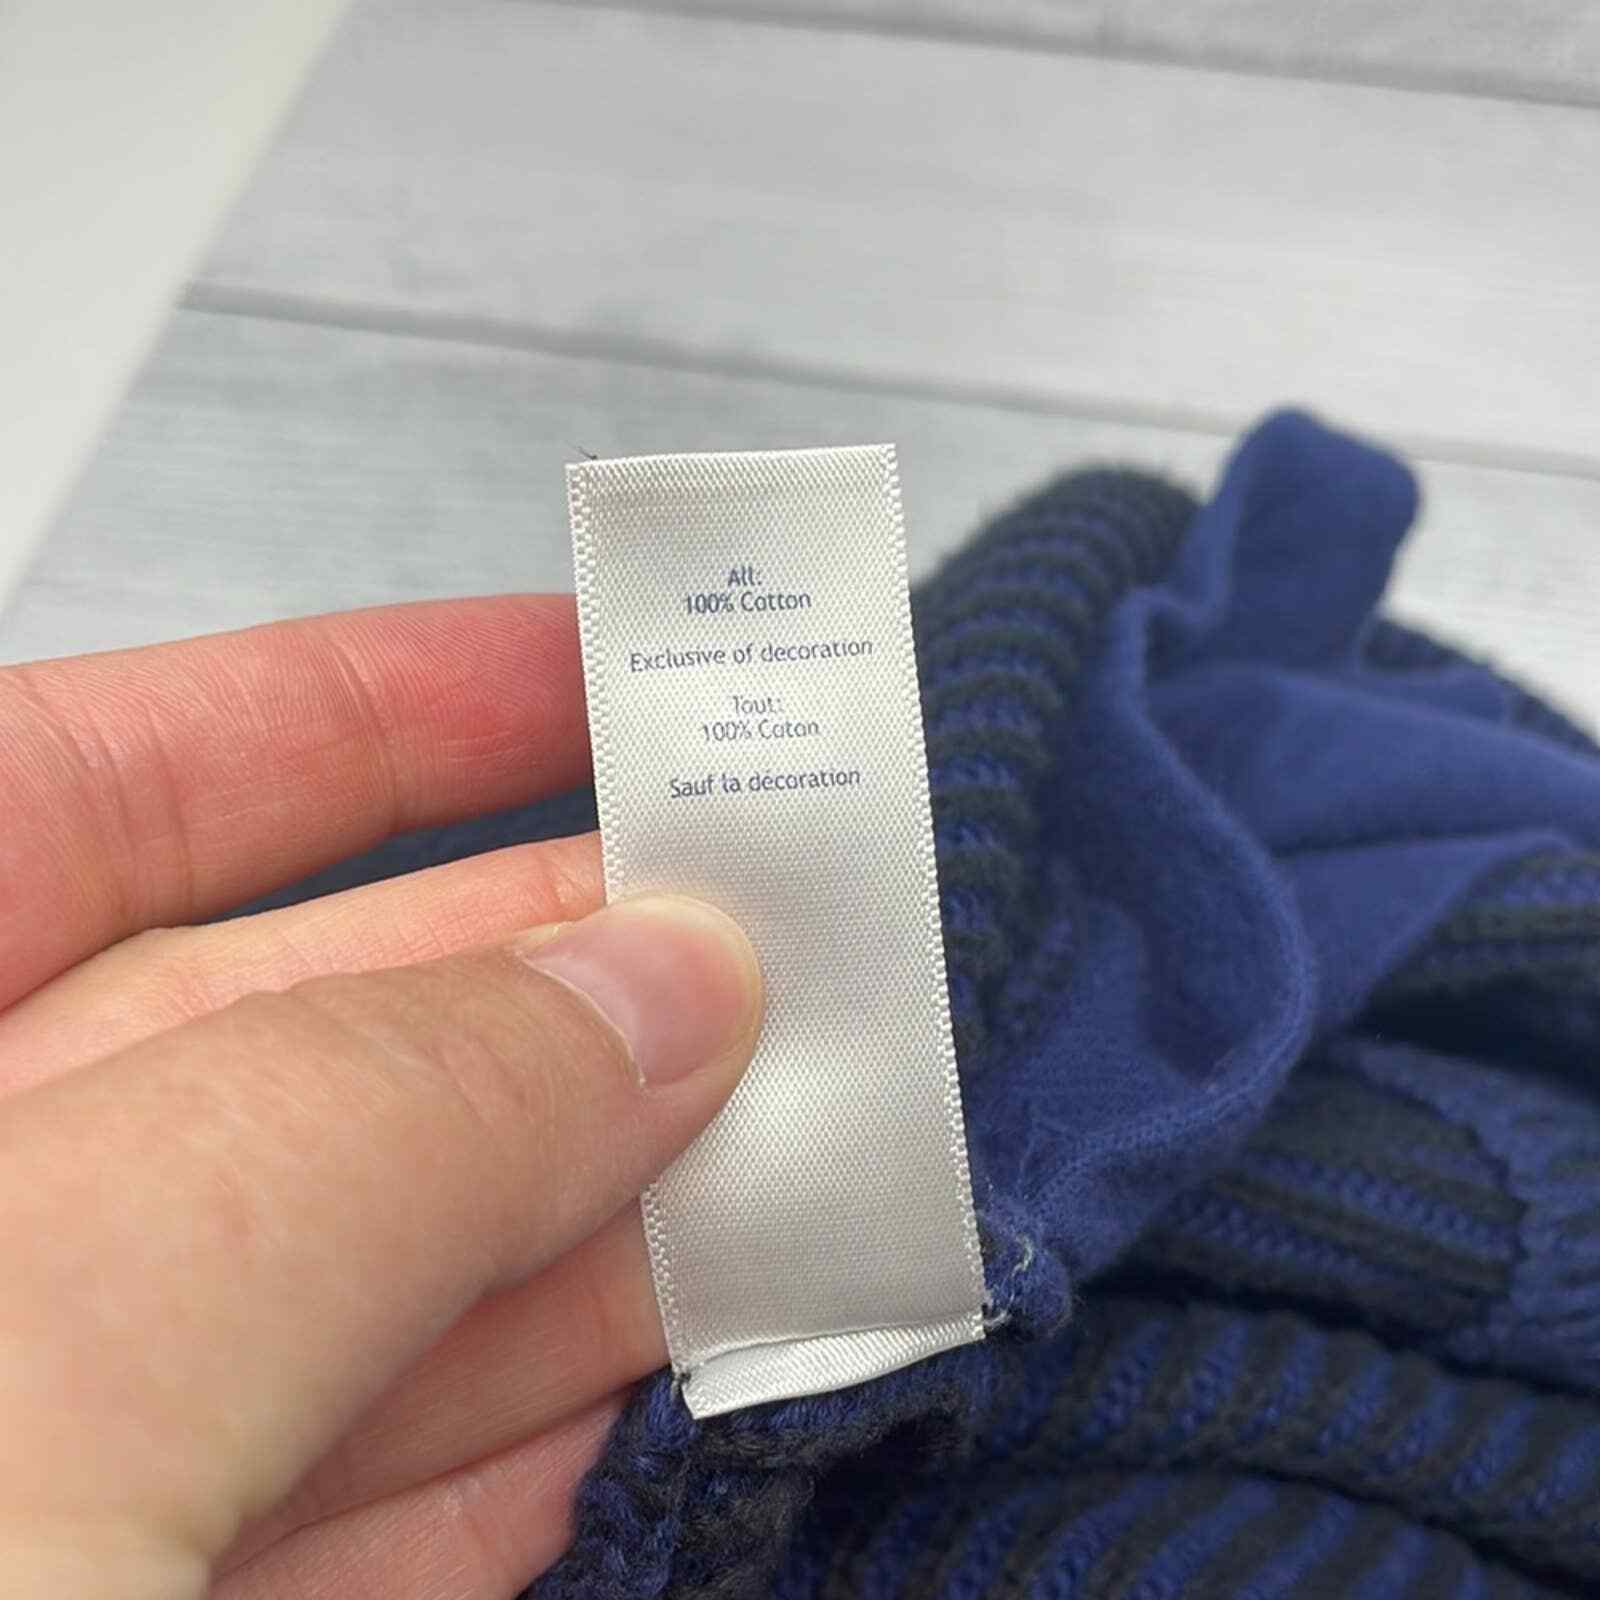 All:
100% Cotton
Exclusive of decoration
Tout:
100% Coton
Sauf la décoration